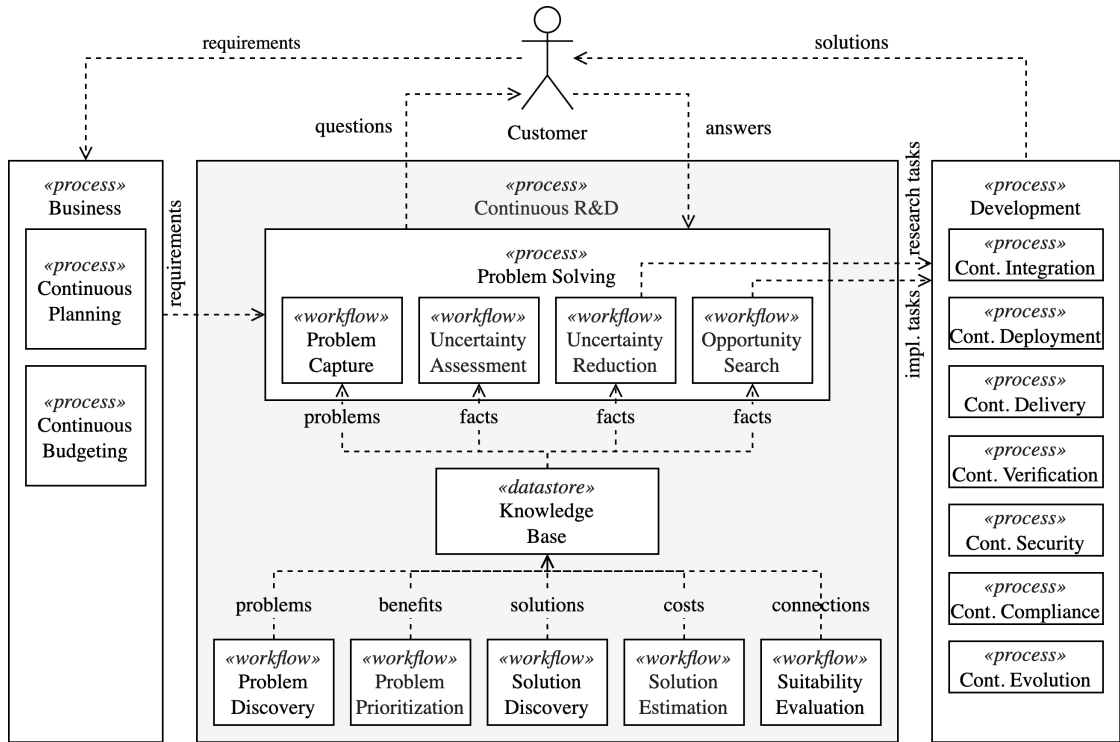 requirements
solutions
questions
answers
Customer
«process»
Business
«process»
Continuous
Planning
«process»
Continuous
Budgeting
requirements
«process»
Continuous R&D
«process»
Problem Solving
«workflow»
Problem
Capture
«workflow»
Uncertainty
Assessment
«workflow»
Uncertainty
Reduction
«workflow»
Opportunity
Search
problems
facts
facts
facts
«datastore»
Knowledge
Base
problems
benefits
solutions
costs
connections
«workflow»
Problem
Discovery
«workflow»
Problem
Prioritization
«workflow»
Solution
Discovery
«workflow»
Solution
Estimation
«workflow»
Suitability
Evaluation
research tasks
impl. tasks
«process»
Development
«process»
Cont. Integration
«process»
Cont. Deployment
«process»
Cont. Delivery
«process»
Cont. Verification
«process»
Cont. Security
«process»
Cont. Compliance
«process»
Cont. Evolution